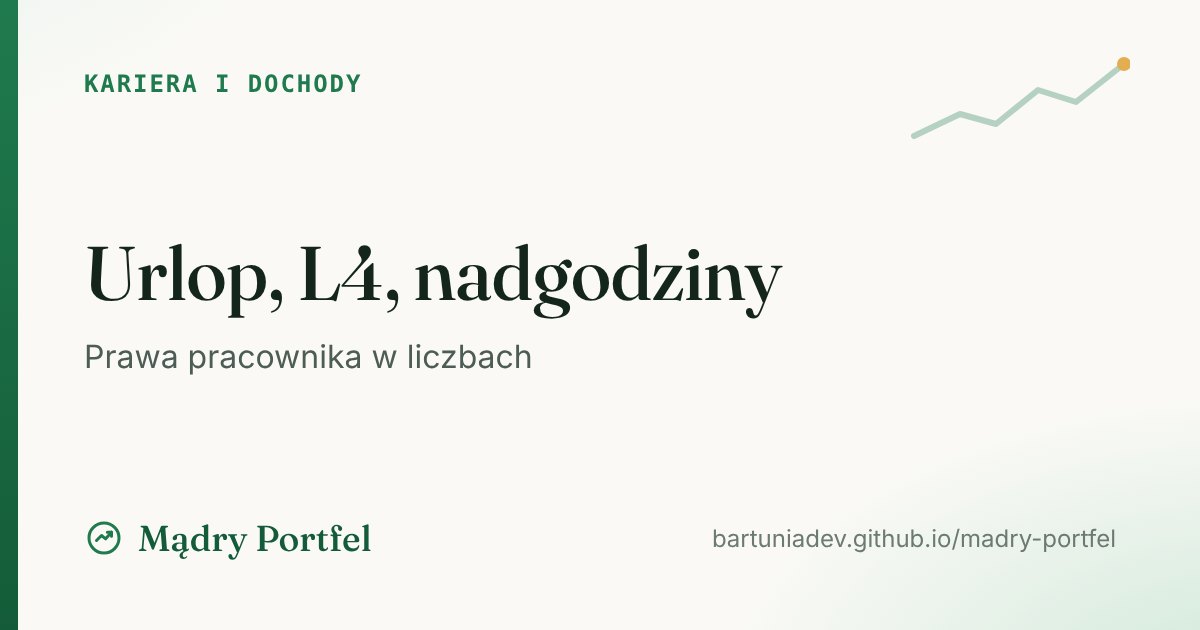 KARIERA I DOCHODY
Urlop, L4, nadgodziny
Prawa pracownika w liczbach
Mądry Portfel
bartuniadev.github.io/madry-portfel